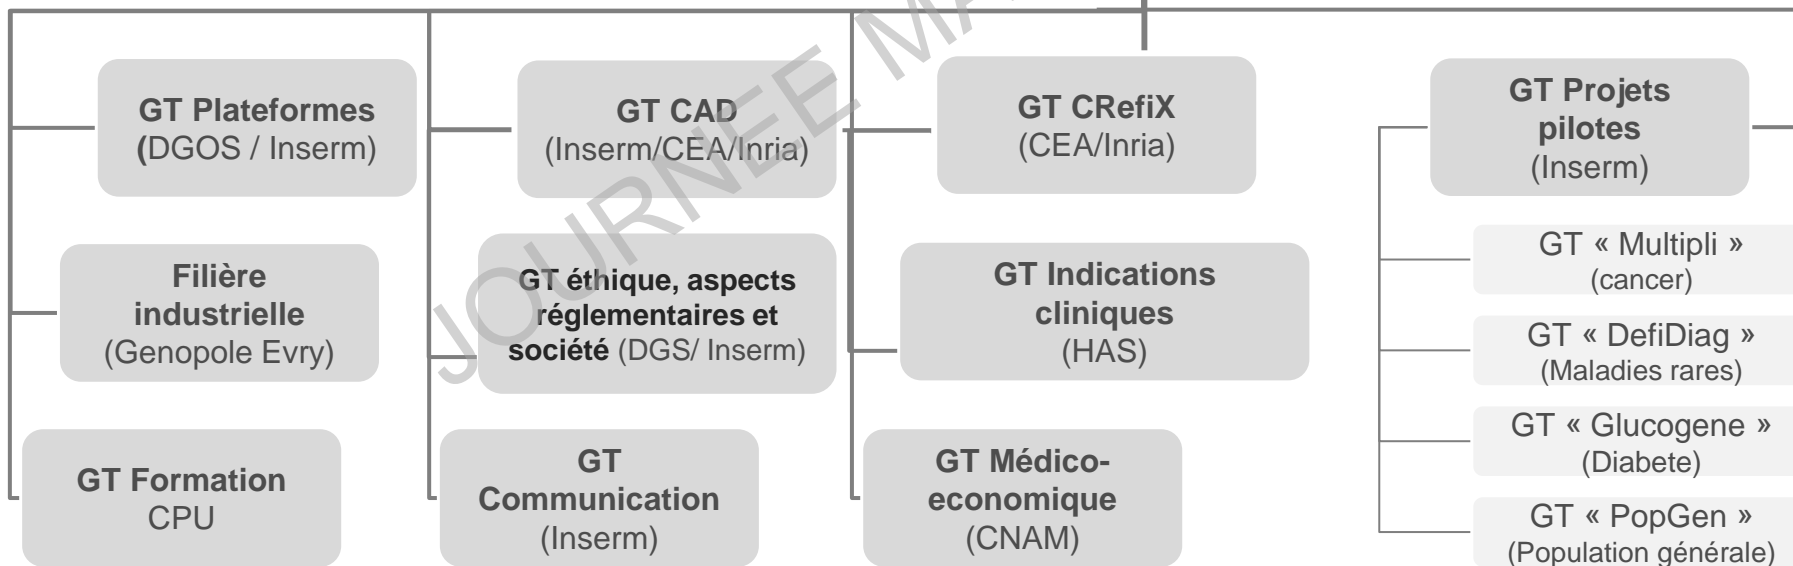 GT Plateformes
(DGOS / Inserm)
GT CAD
(Inserm/CEA/Inria)
GT CRefiX
(CEA/Inria)
GT Projets
pilotes
(Inserm)
Filière
industrielle
(Genopole Evry)
GT éthique, aspects
réglementaires et
société (DGS/ Inserm)
GT Indications
cliniques
(HAS)
GT « Multipli »
(cancer)
GT « DefiDiag »
(Maladies rares)
GT « Glucogene »
(Diabete)
GT « PopGen »
(Population générale)
GT Formation
CPU
GT
Communication
(Inserm)
GT Médico-
economique
(CNAM)
JOURNEE